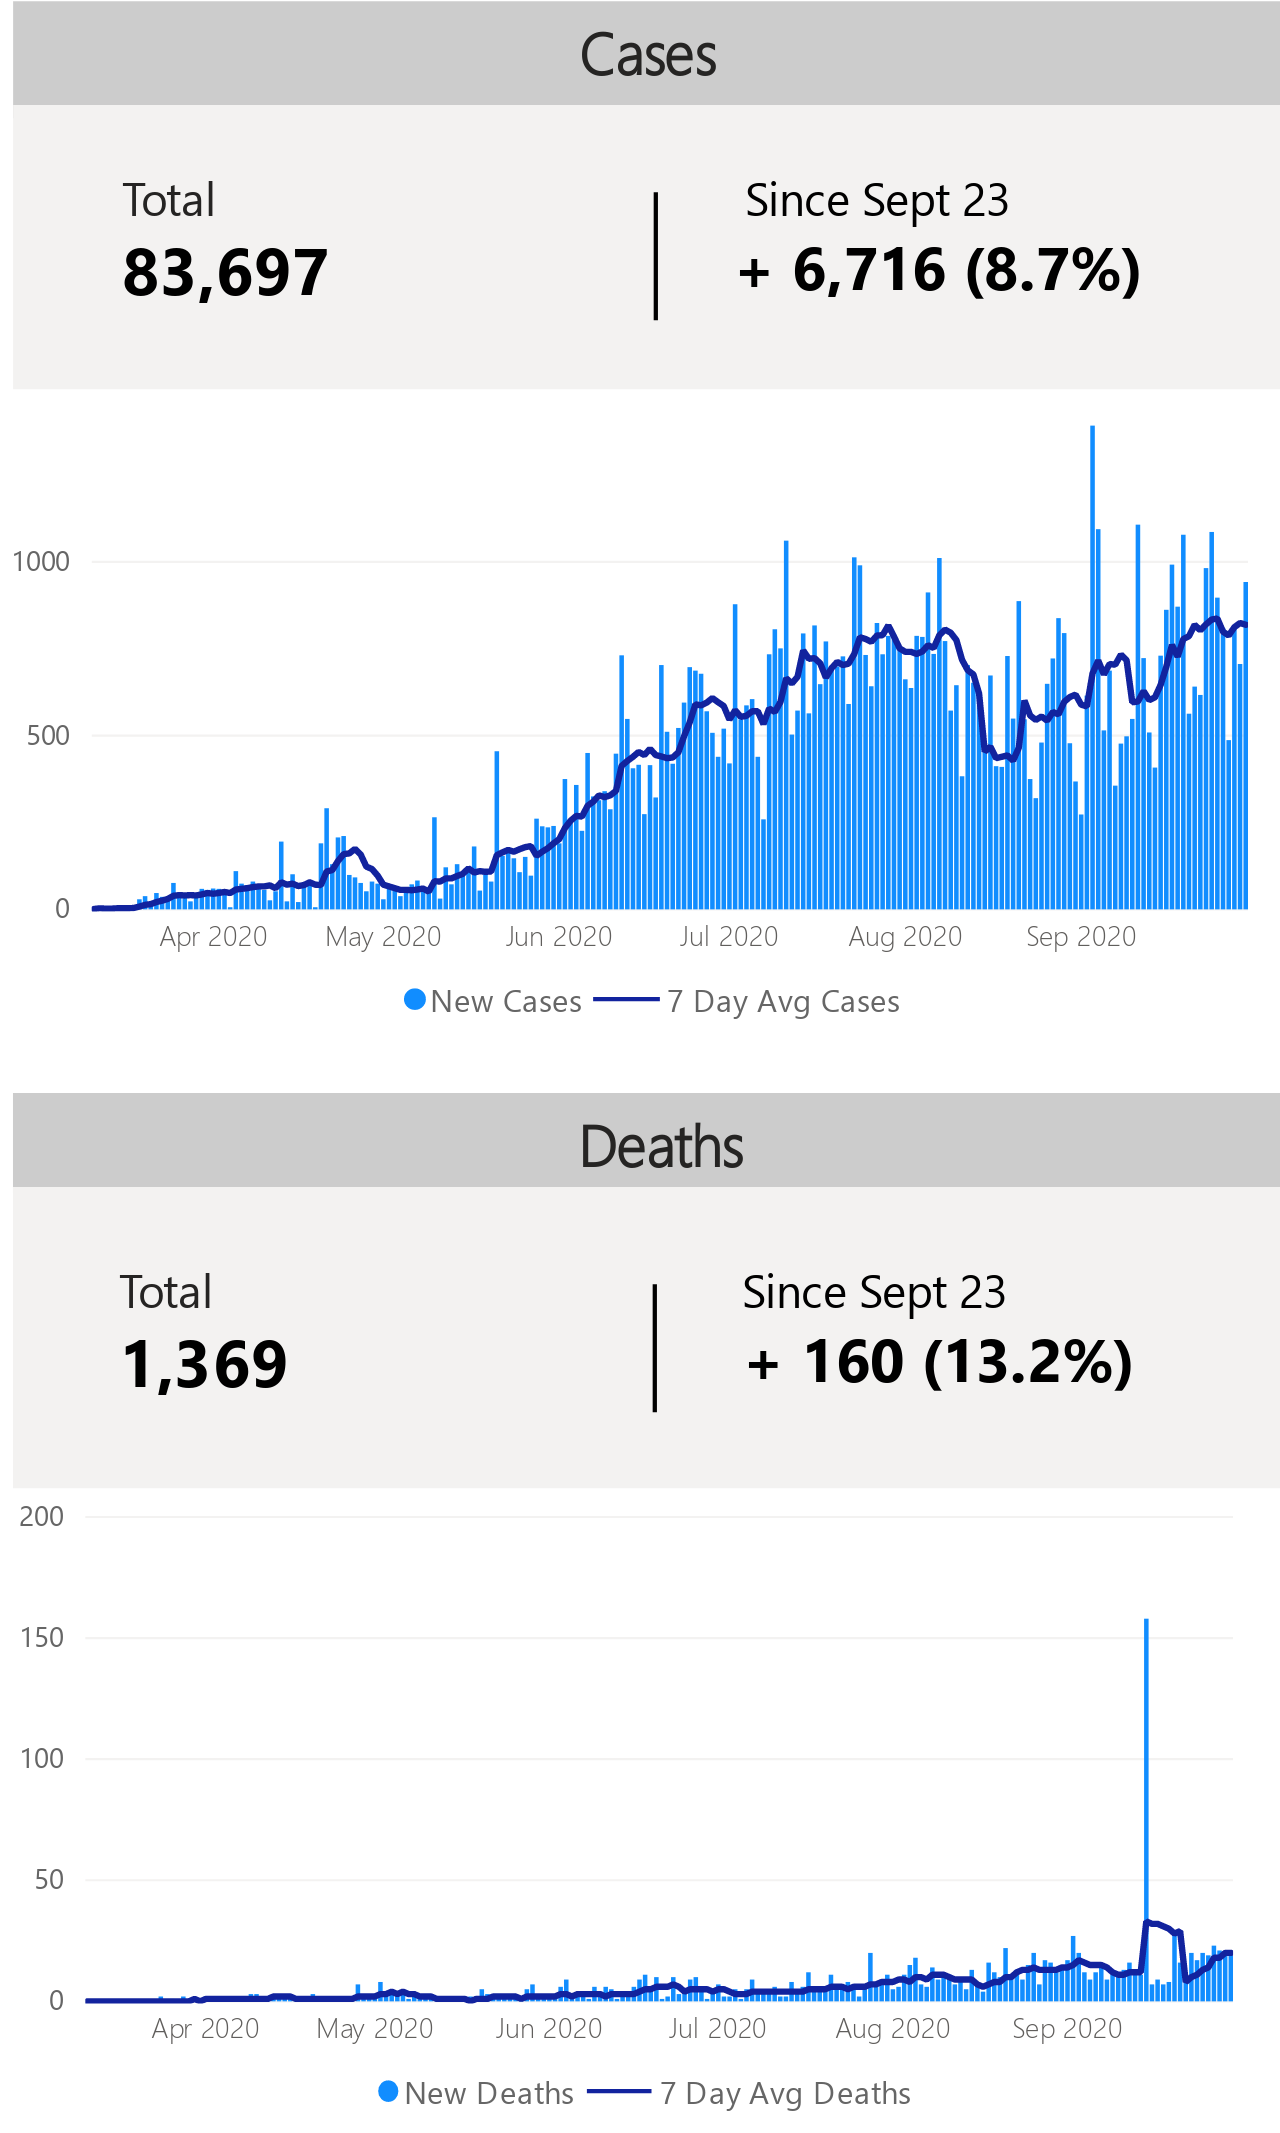 Cases
Total
Since Sept 23
83,697
+ 6,716 (8.7%)
1000
500
0
Apr 2020
May 2020
Jun 2020
Jul 2020
Aug 2020
Sep 2020
New Cases
7 Day Avg Cases
Deaths
Total
Since Sept 23
1,369
+ 160 (13.2%)
200
150
100
50
0
Apr 2020
May 2020
Jun 2020
Jul 2020
Aug 2020
Sep 2020
New Deaths
7 Day Avg Deaths